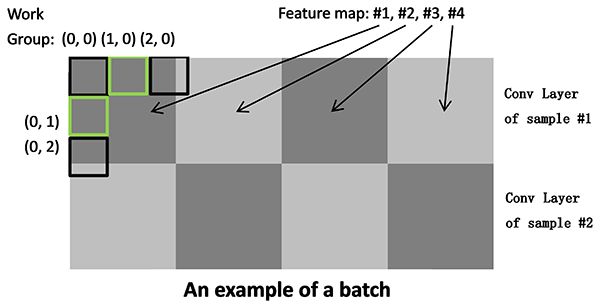 Work
Group: (0, 0) (1, 0) (2, 0)
Feature map: #1, #2, #3, #4
Conv Layer
of sample #1
(0, 1)
(0, 2)
Conv Layer
of sample #2
An example of a batch